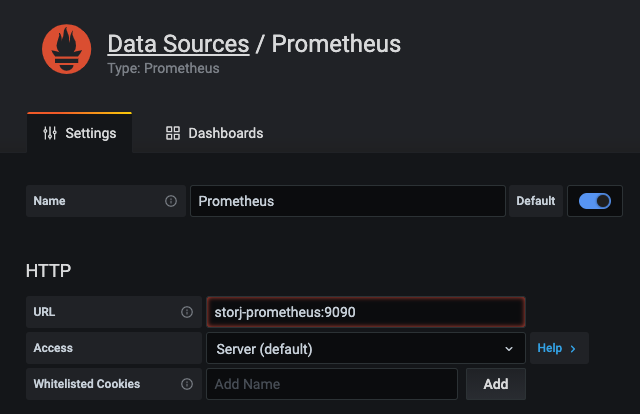 Data Sources / Prometheus
Type: Prometheus
Settings Dashboards
Name Prometheus Default
HTTP
URL storj-prometheus:9090
Access Server (default) Help
Whitelisted Cookies Add Name Add